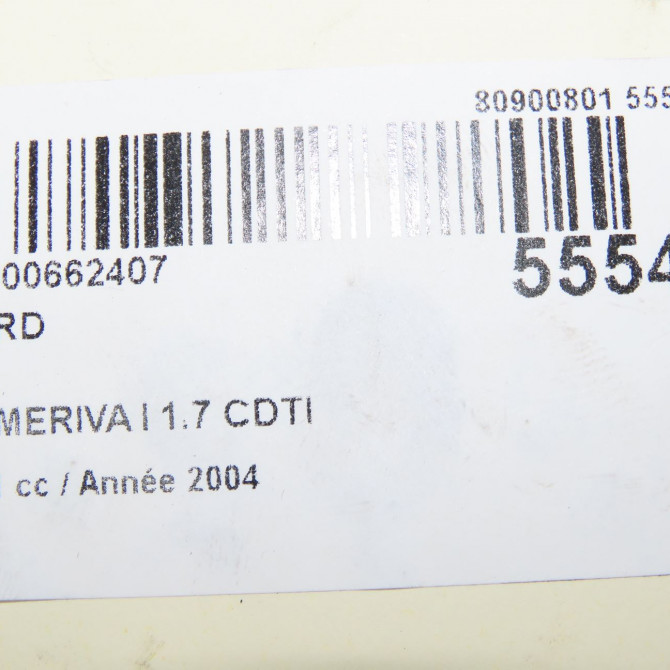 80900801 555
00662407
5554
RD
MERIVA I 1.7 CDTI
cc / Année 2004